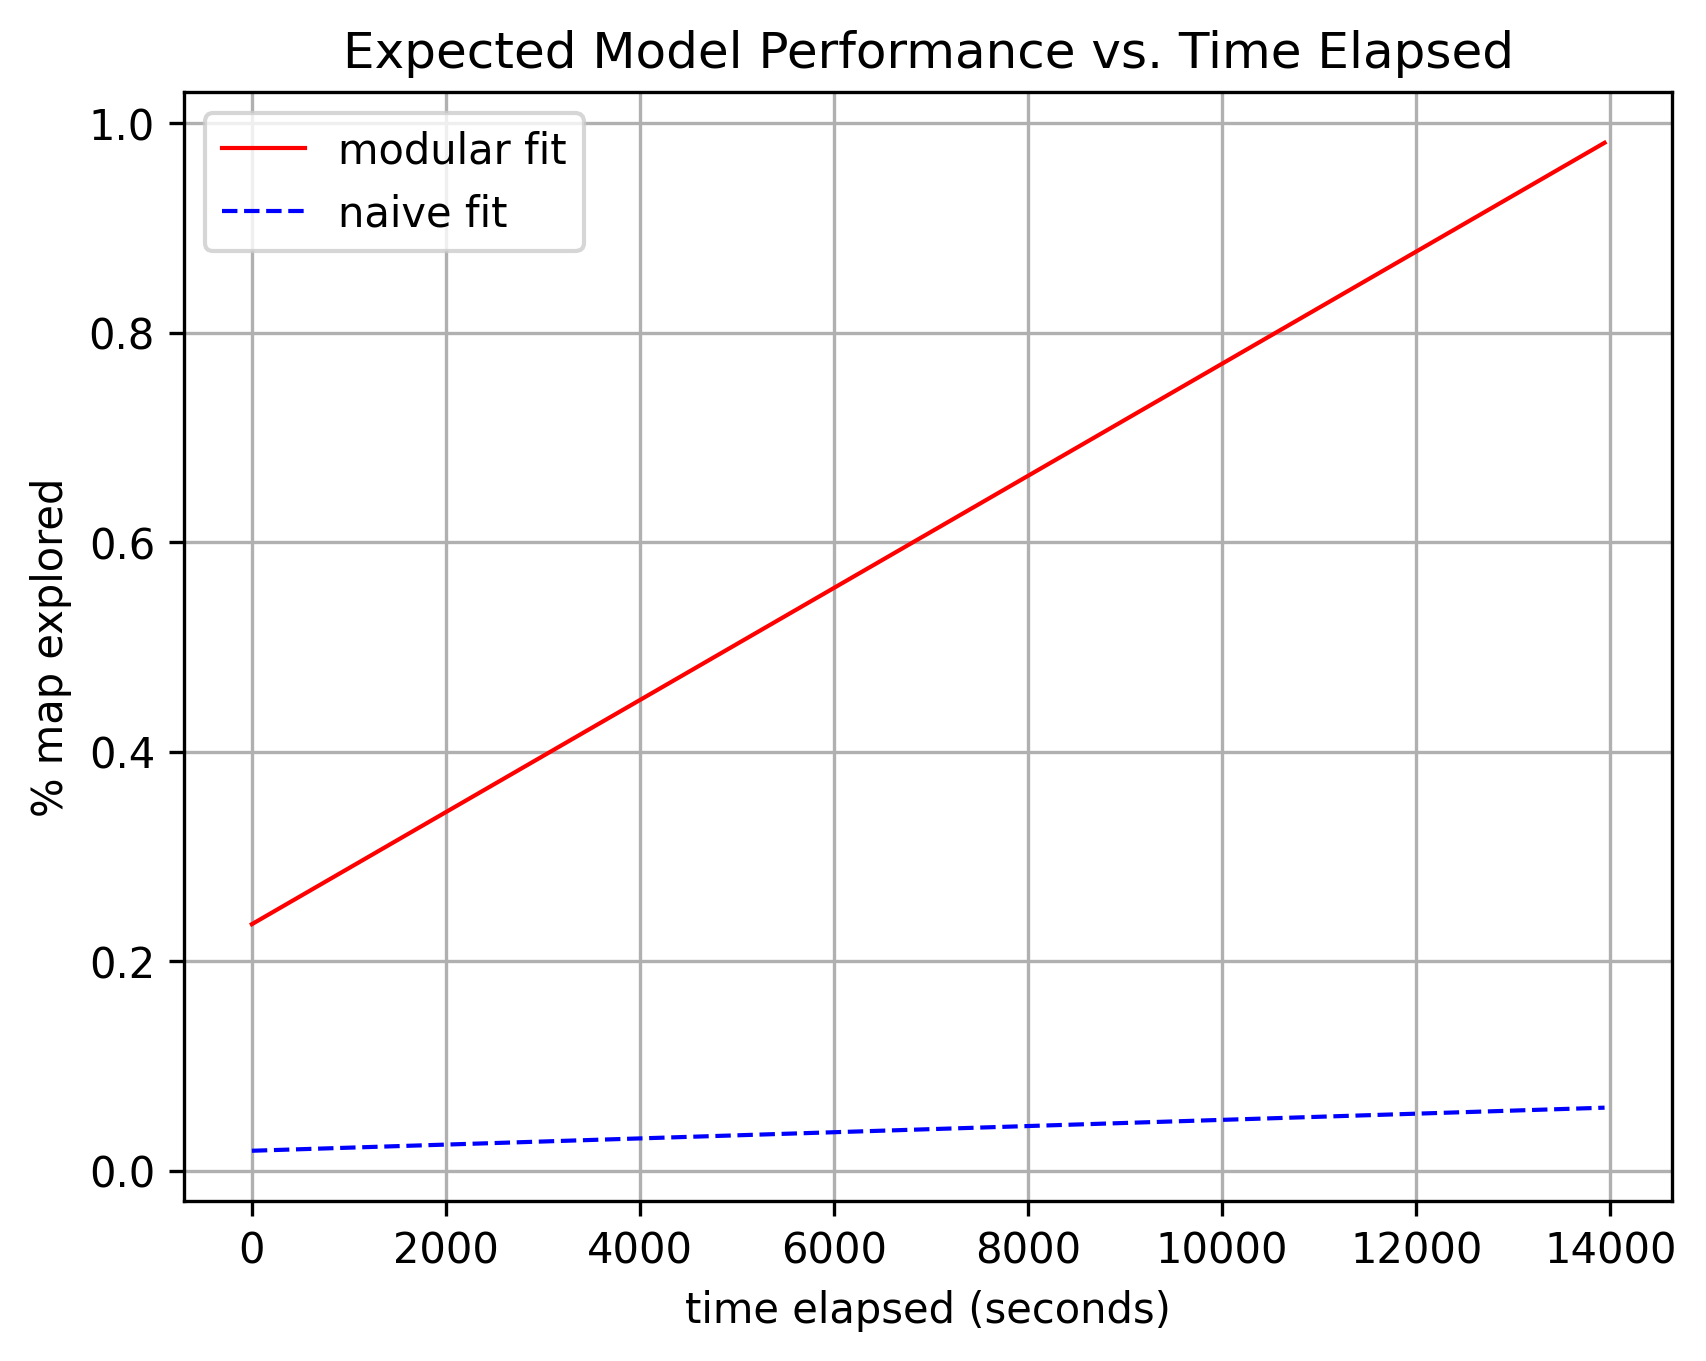 Expected Model Performance vs. Time Elapsed
modular fit
naive fit
1.0
0.8
0.6
0.4
0.2
0.0
% map explored
0 2000 4000 6000 8000 10000 12000 14000
time elapsed (seconds)